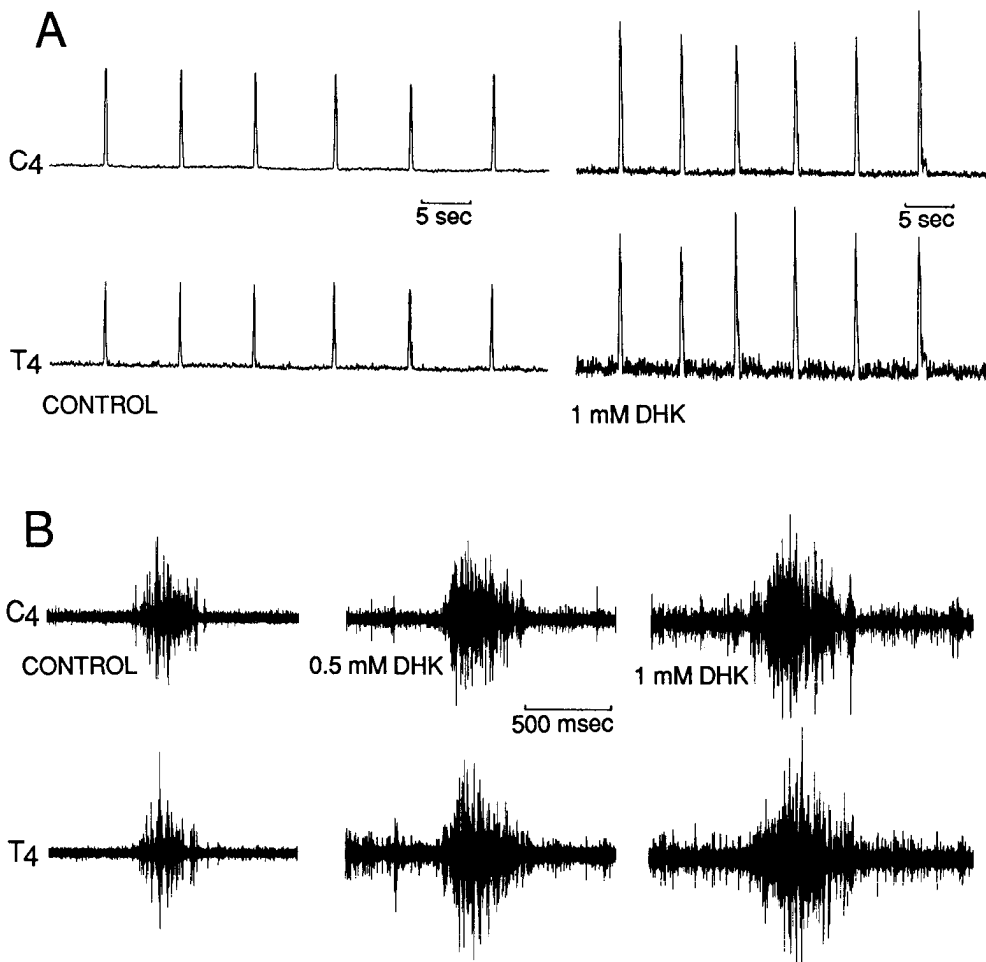 A
C4
5 sec
5 sec
T4
CONTROL
1 mM DHK
B
C4
CONTROL
0.5 mM DHK
1 mM DHK
500 msec
T4